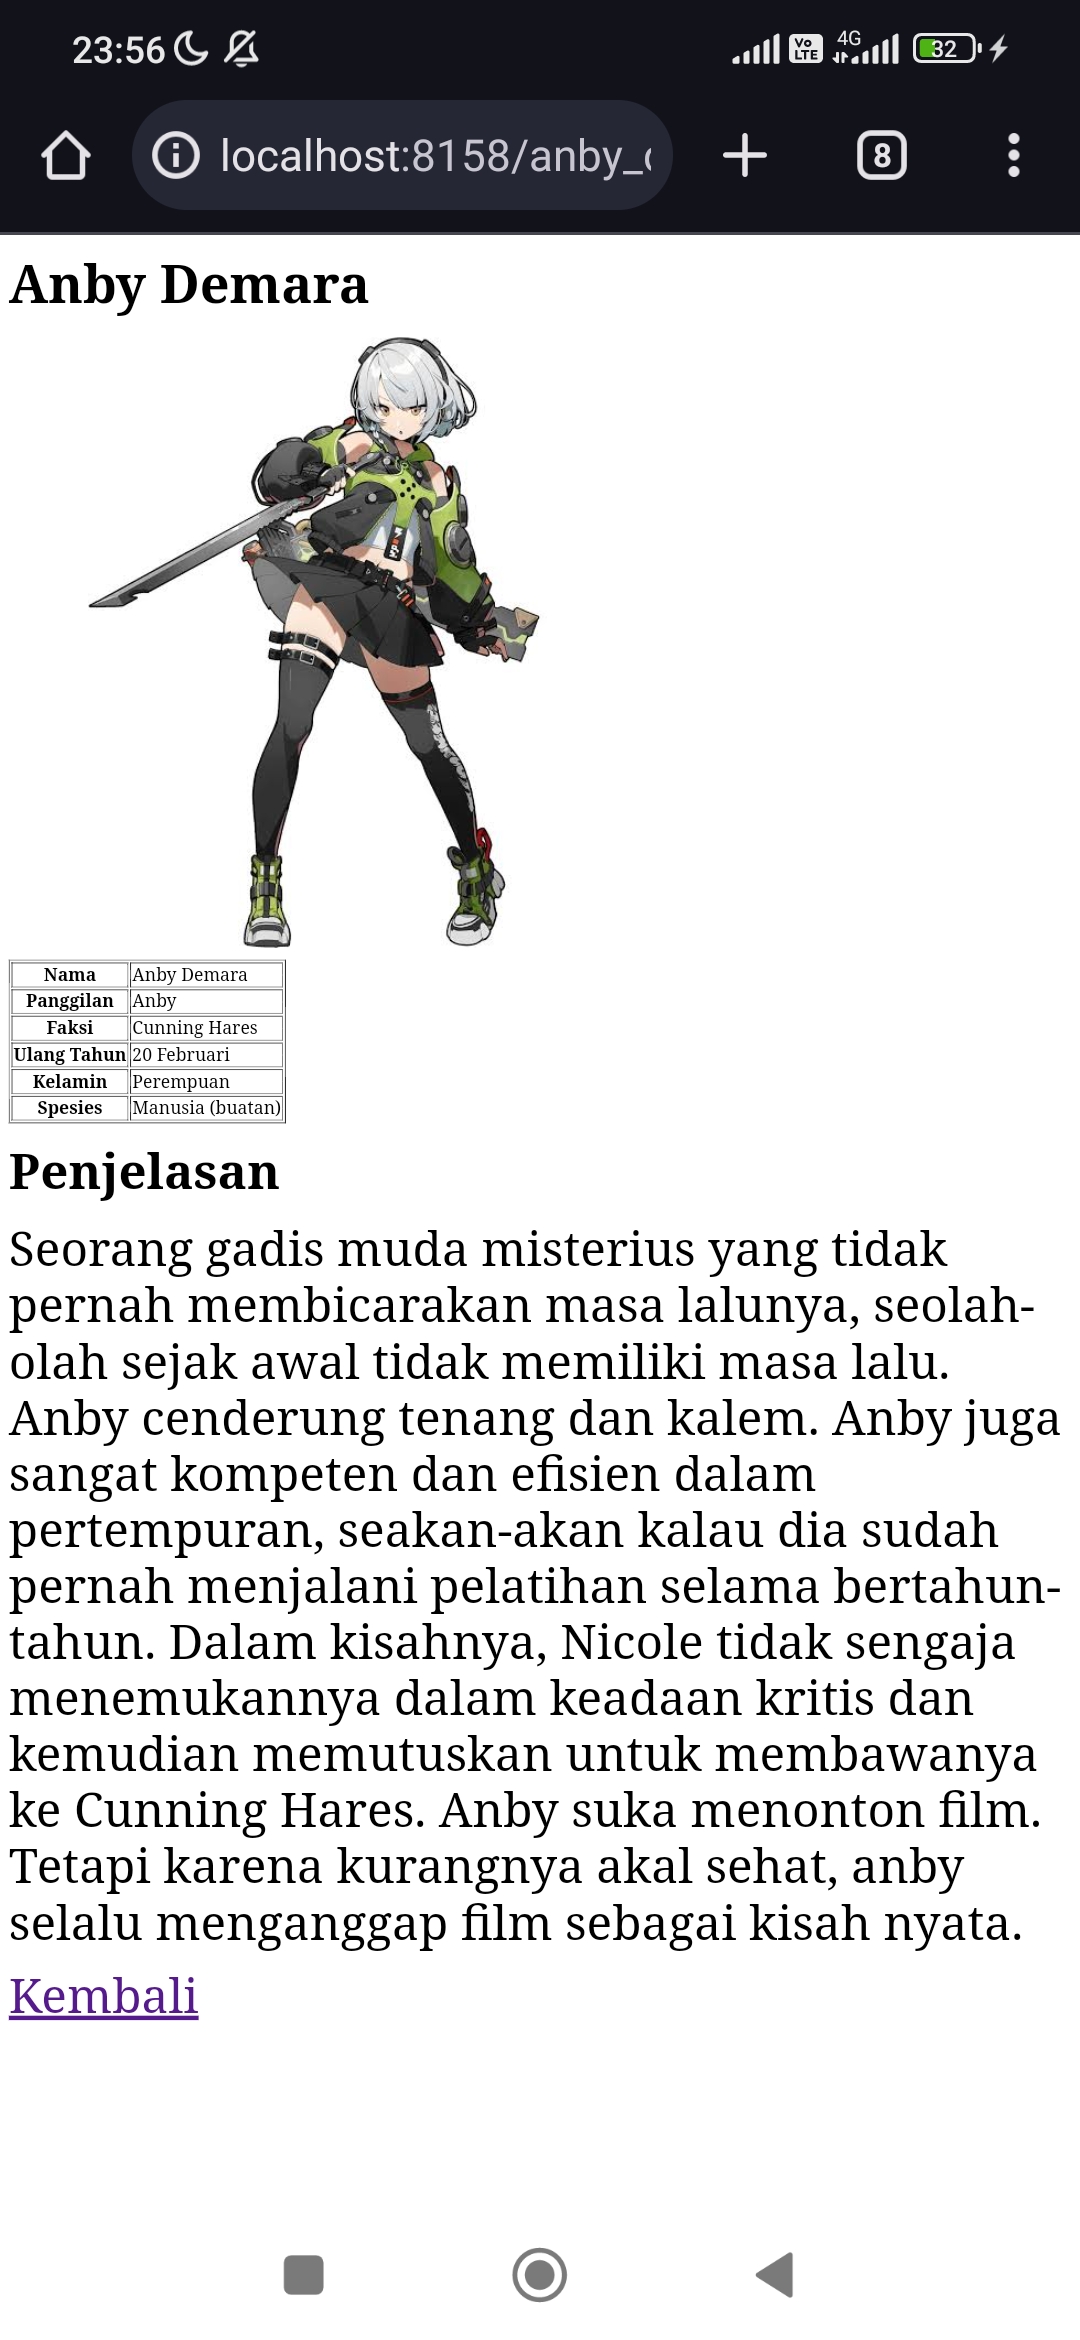 23:56
Vo LTE 4G 32
localhost:8158/anby_
8
Anby Demara
Nama Anby Demara
Panggilan Anby
Faksi Cunning Hares
Ulang Tahun 20 Februari
Kelamin Perempuan
Spesies Manusia (buatan)
Penjelasan
Seorang gadis muda misterius yang tidak
pernah membicarakan masa lalunya, seolah-
olah sejak awal tidak memiliki masa lalu.
Anby cenderung tenang dan kalem. Anby juga
sangat kompeten dan efisien dalam
pertempuran, seakan-akan kalau dia sudah
pernah menjalani pelatihan selama bertahun-
tahun. Dalam kisahnya, Nicole tidak sengaja
menemukannya dalam keadaan kritis dan
kemudian memutuskan untuk membawanya
ke Cunning Hares. Anby suka menonton film.
Tetapi karena kurangnya akal sehat, anby
selalu menganggap film sebagai kisah nyata.
Kembali